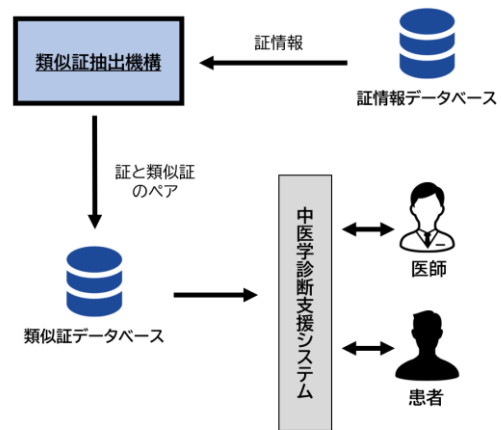 類似証抽出機構
証情報
証情報データベース
証と類似証
のペア
類似証データベース
中医学診断支援システム
医師
患者